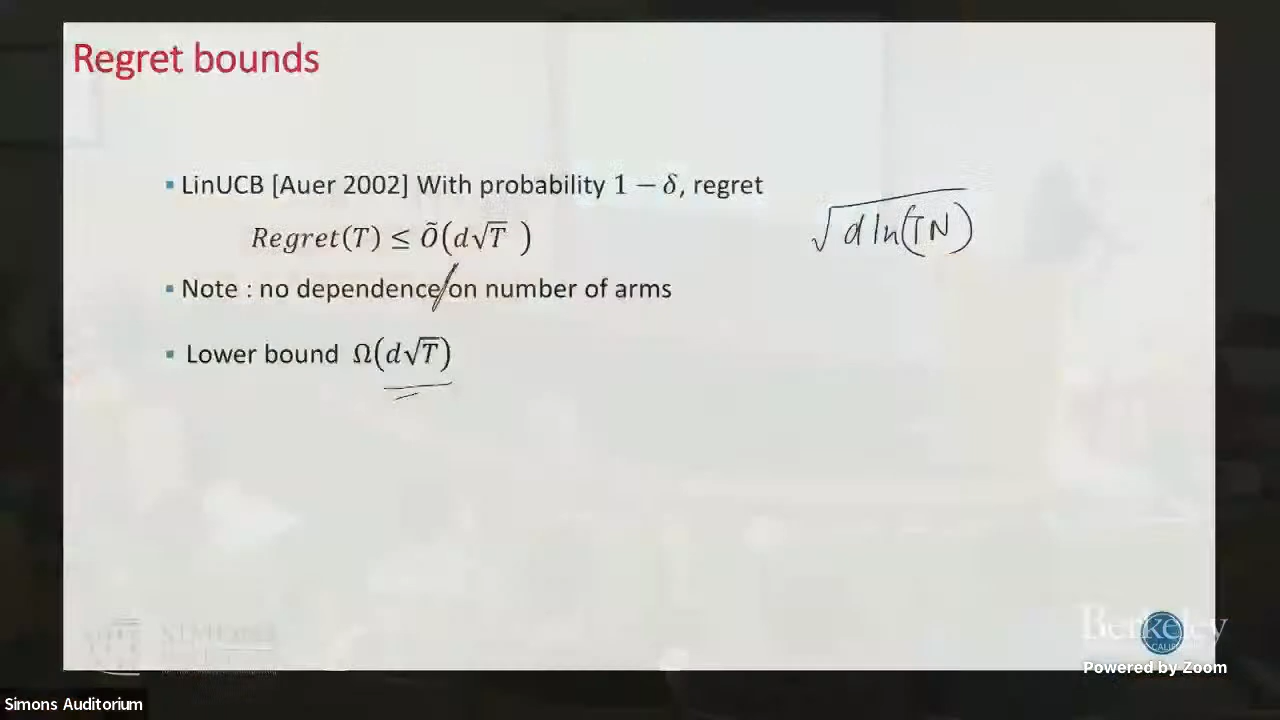 Regret bounds
LinUCB [Auer 2002] With probability 1 − δ, regret
Regret(T) ≤ Õ(d√T )
√d ln(TN)
Note : no dependence on number of arms
Lower bound Ω(d√T)
Berkeley
Powered by Zoom
Simons Auditorium